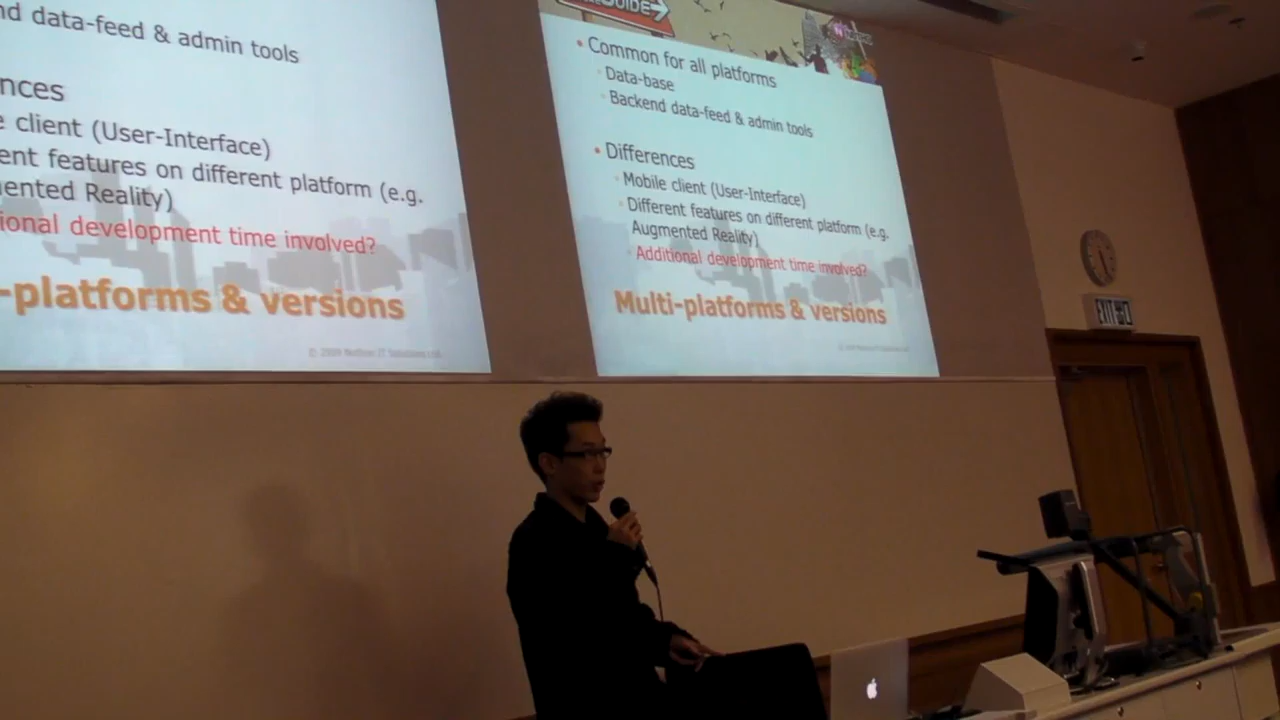 nd data-feed & admin tools
nces
e client (User-Interface)
ent features on different platform (e.g.
ented Reality)
ional development time involved?
-platforms & versions
GUIDE
Common for all platforms
Data-base
Backend data-feed & admin tools
Differences
Mobile client (User-Interface)
Different features on different platform (e.g.
Augmented Reality)
Additional development time involved?
Multi-platforms & versions
EXIT